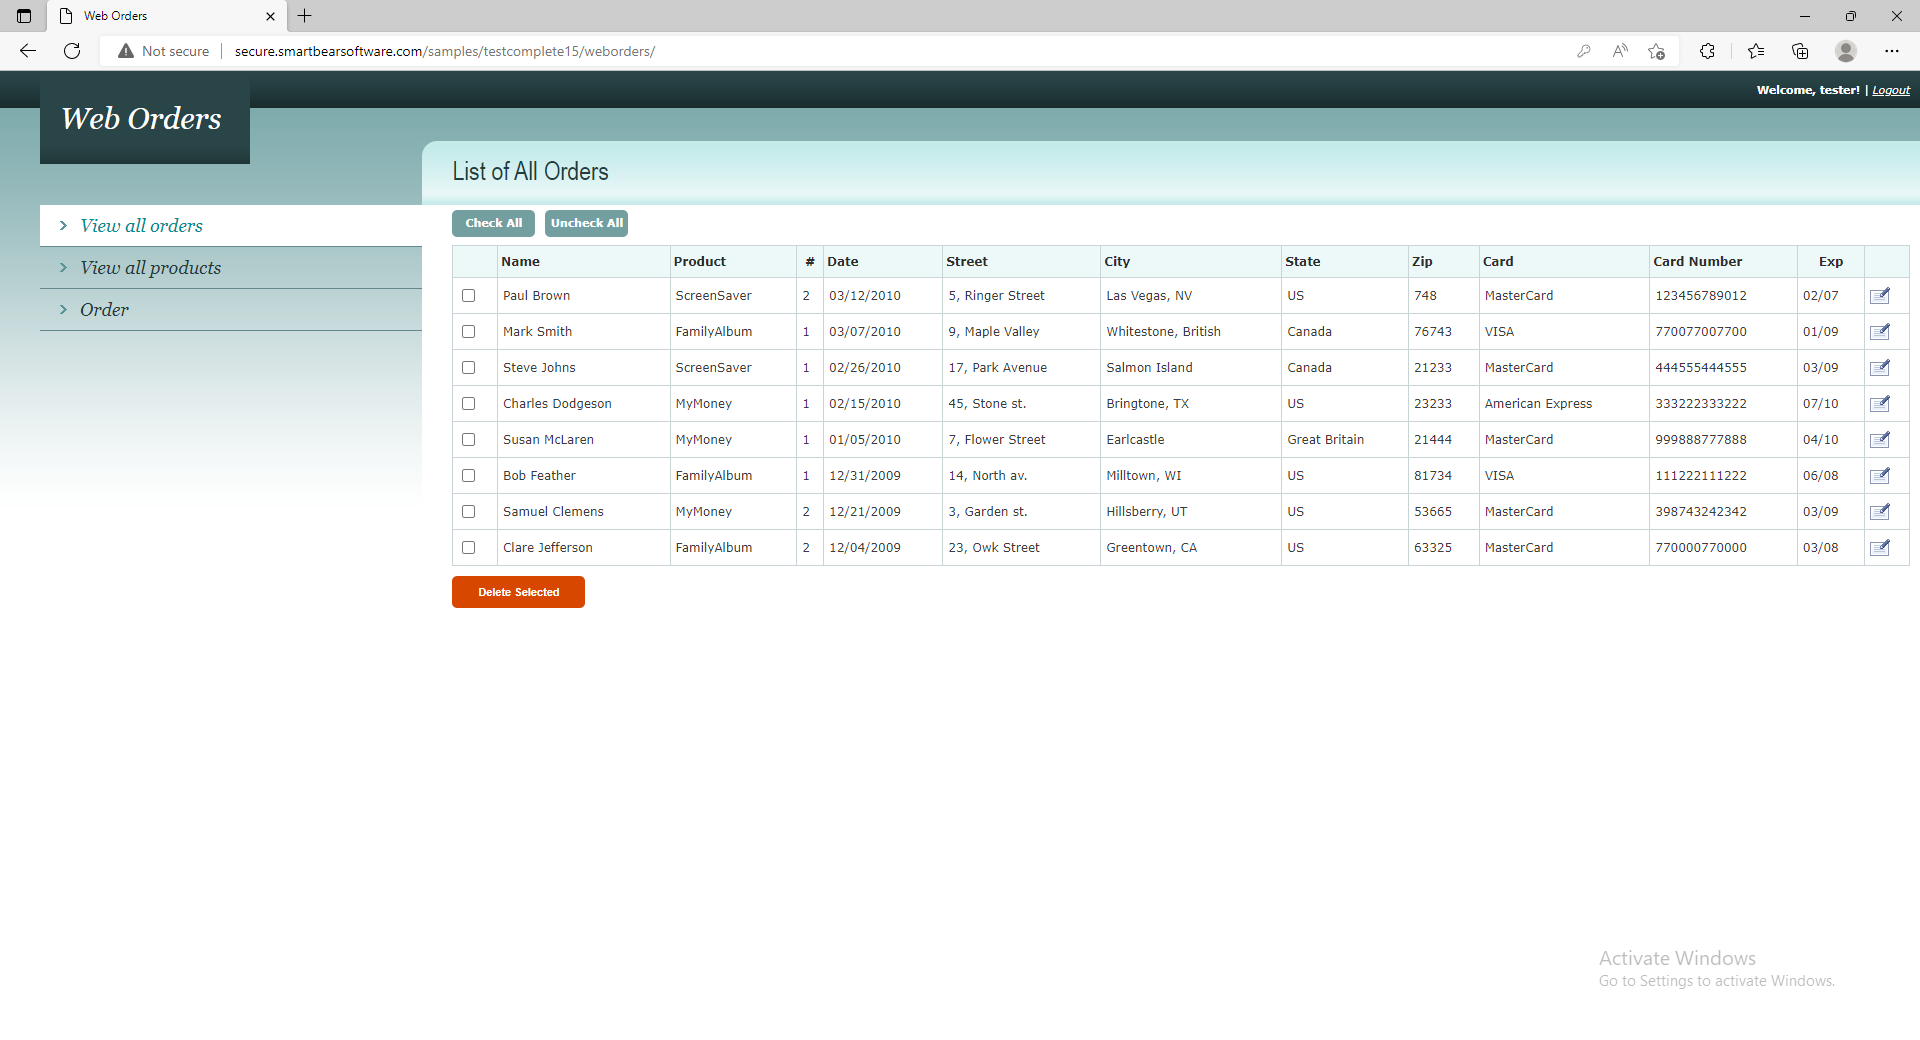 Web Orders
Not secure
secure.smartbearsoftware.com/samples/testcomplete15/weborders/
Welcome, tester! | Logout
Web Orders
List of All Orders
View all orders
View all products
Order
Check All Uncheck All
Name Product # Date Street City State Zip Card Card Number Exp
Paul Brown ScreenSaver 2 03/12/2010 5, Ringer Street Las Vegas, NV US 748 MasterCard 123456789012 02/07
Mark Smith FamilyAlbum 1 03/07/2010 9, Maple Valley Whitestone, British Canada 76743 VISA 770077007700 01/09
Steve Johns ScreenSaver 1 02/26/2010 17, Park Avenue Salmon Island Canada 21233 MasterCard 444555444555 03/09
Charles Dodgeson MyMoney 1 02/15/2010 45, Stone st. Bringtone, TX US 23233 American Express 333222333222 07/10
Susan McLaren MyMoney 1 01/05/2010 7, Flower Street Earlcastle Great Britain 21444 MasterCard 999888777888 04/10
Bob Feather FamilyAlbum 1 12/31/2009 14, North av. Milltown, WI US 81734 VISA 111222111222 06/08
Samuel Clemens MyMoney 2 12/21/2009 3, Garden st. Hillsberry, UT US 53665 MasterCard 398743242342 03/09
Clare Jefferson FamilyAlbum 2 12/04/2009 23, Owk Street Greentown, CA US 63325 MasterCard 770000770000 03/08
Delete Selected
Activate Windows
Go to Settings to activate Windows.